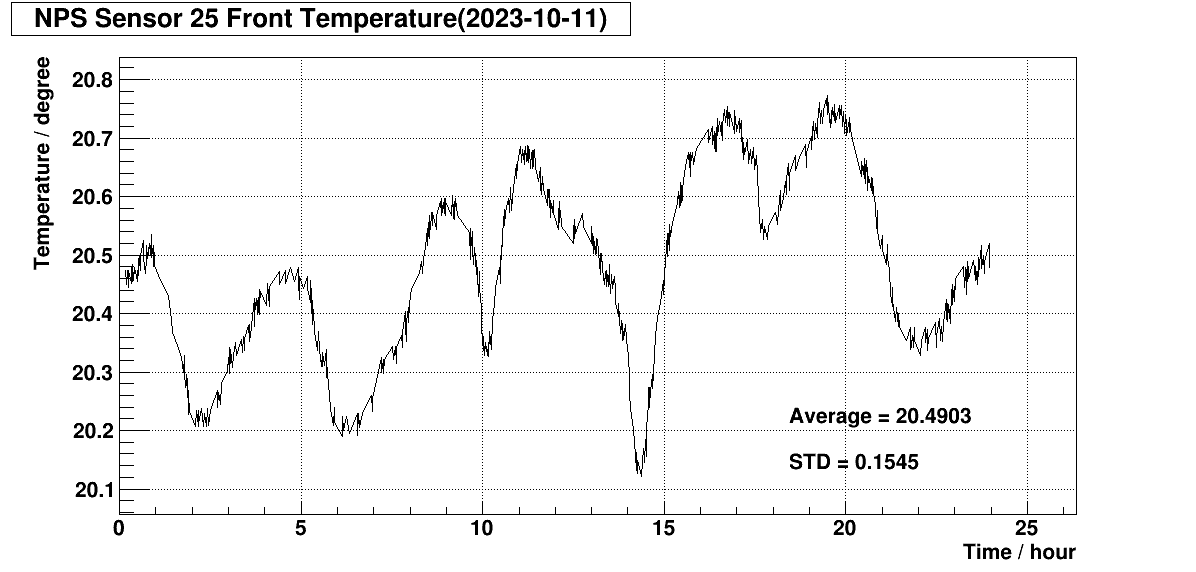 NPS Sensor 25 Front Temperature(2023-10-11)
Temperature / degree
20.8
20.7
20.6
20.5
20.4
20.3
20.2
20.1
Average = 20.4903
STD = 0.1545
0 5 10 15 20 25
Time / hour